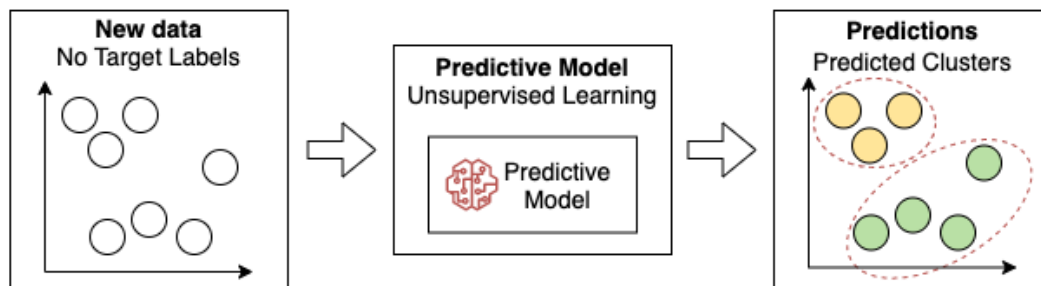 New data
No Target Labels
Predictive Model
Unsupervised Learning
Predictive
Model
Predictions
Predicted Clusters